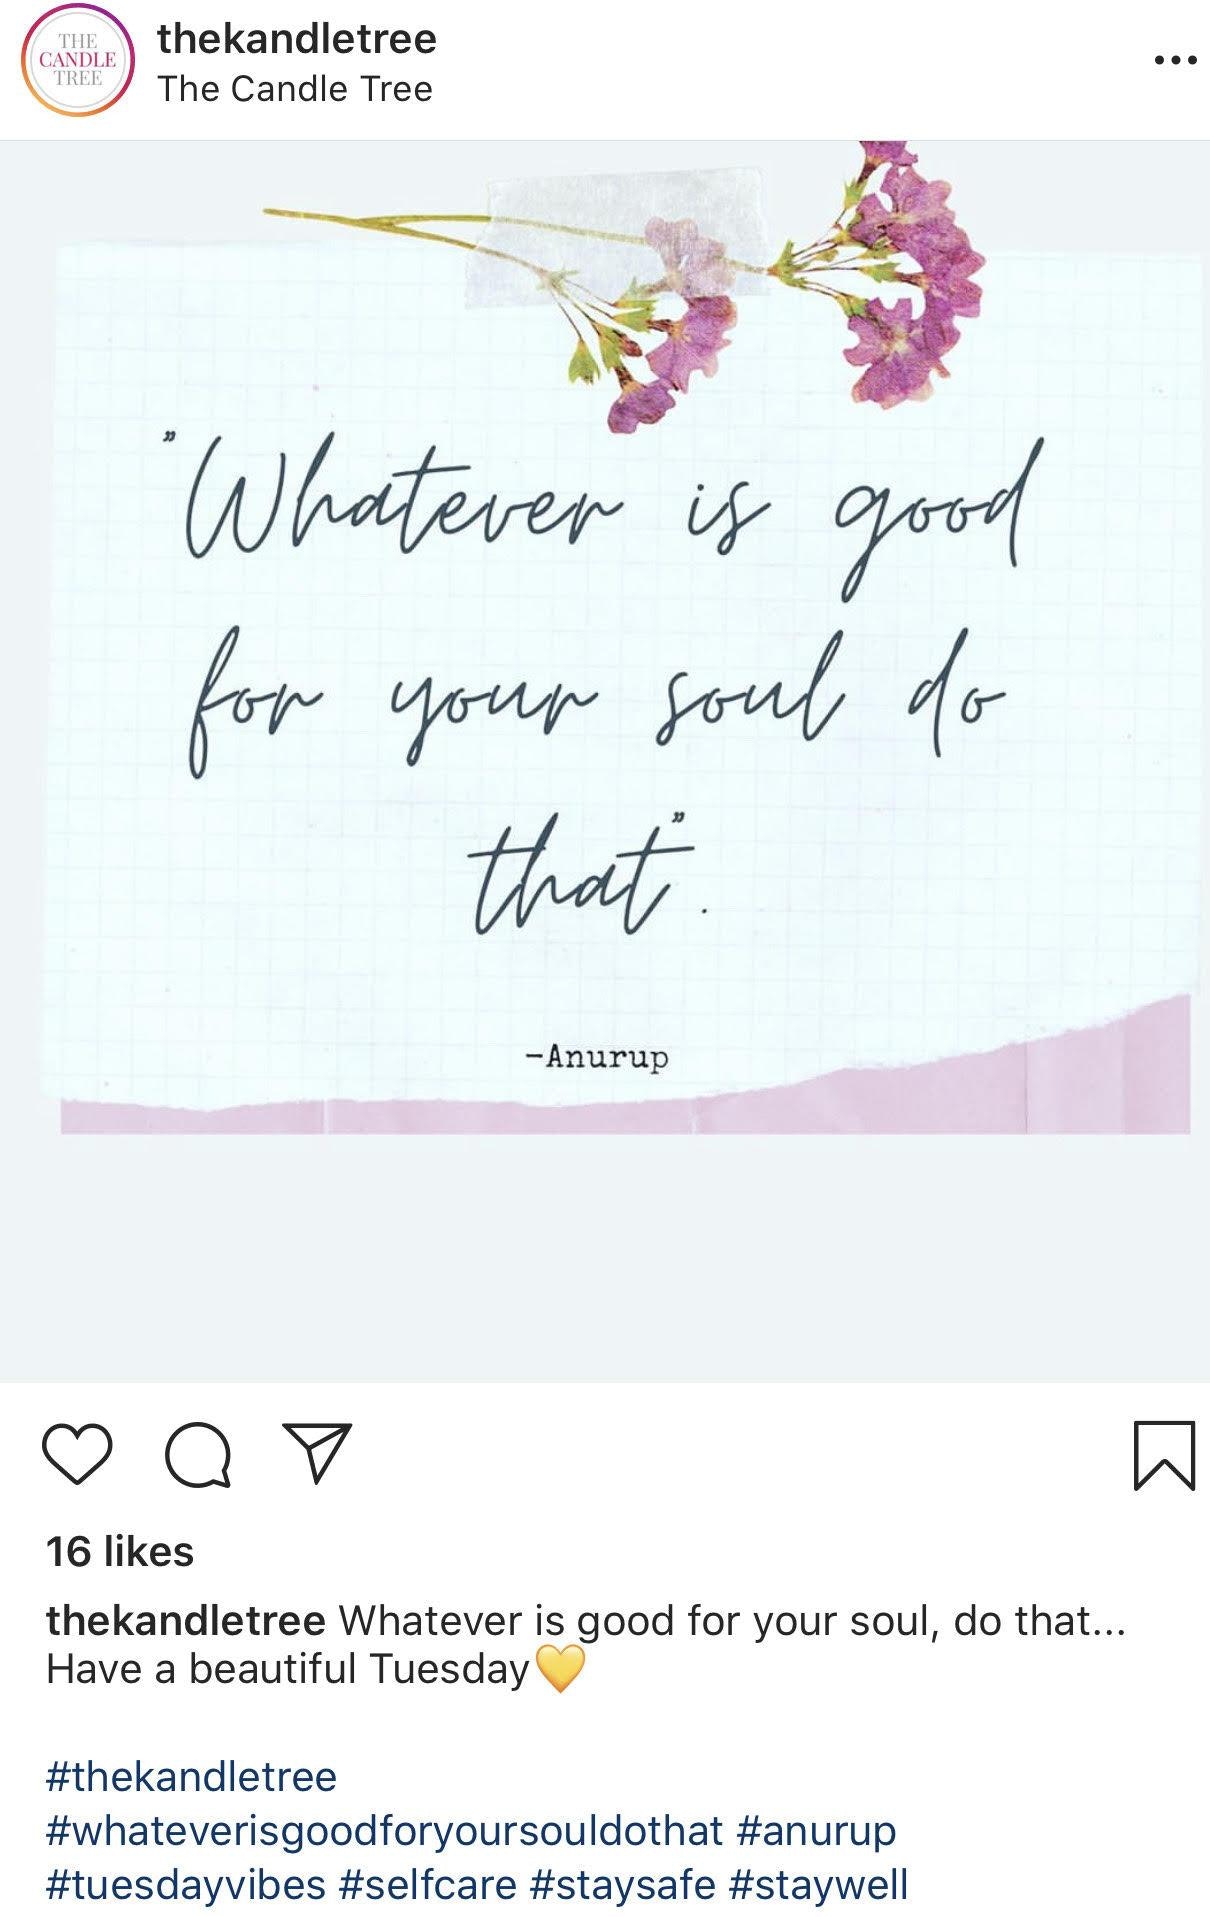 THE
CANDLE
TREE
thekandletree
The Candle Tree
”Whatever is good
for your soul do
that”.
–Anurup
16 likes
thekandletree Whatever is good for your soul, do that...
Have a beautiful Tuesday💛
#thekandletree
#whateverisgoodforyoursouldothat #anurup
#tuesdayvibes #selfcare #staysafe #staywell